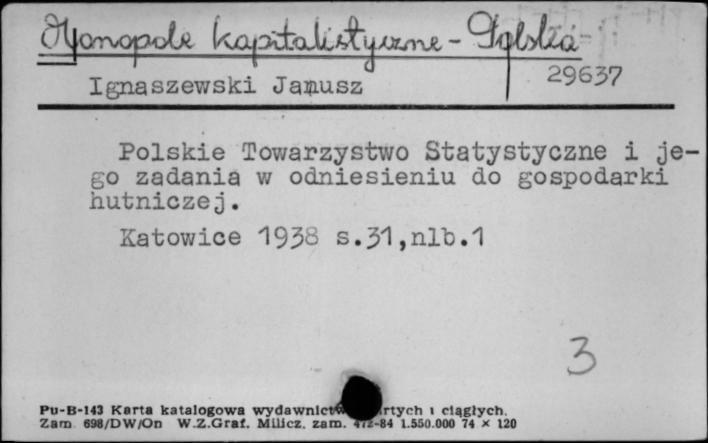 Monopole kapitalistyczne - Polska
Ignaszewski Janusz
29637
Polskie Towarzystwo Statystyczne i je-
go zadania w odniesieniu do gospodarki
hutniczej.
Katowice 1938 s.31,nlb.1
3
Pu-B-143 Karta katalogowa wydawnictw ciągłych.
Zam. 698/DW/On W.Z.Graf. Milicz. zam. 472-84 1.550.000 74 × 120